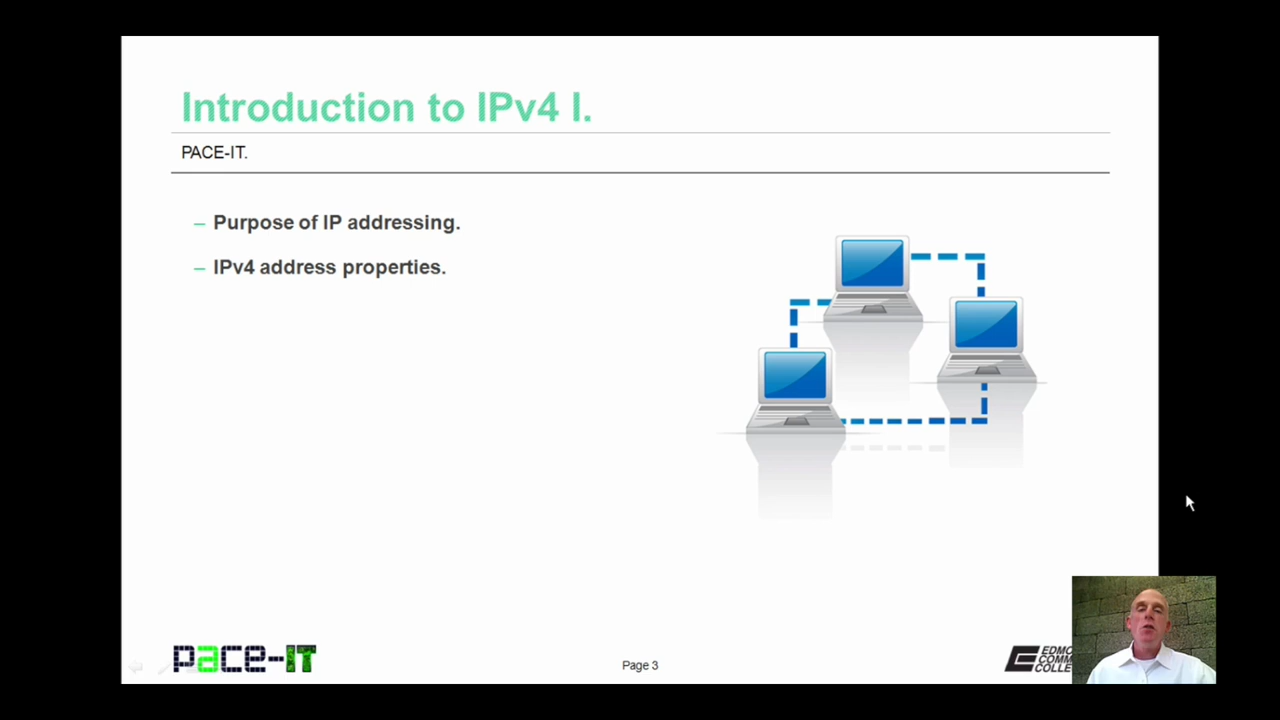 Introduction to IPv4 I.
PACE-IT.
– Purpose of IP addressing.
– IPv4 address properties.
pace-IT
Page 3